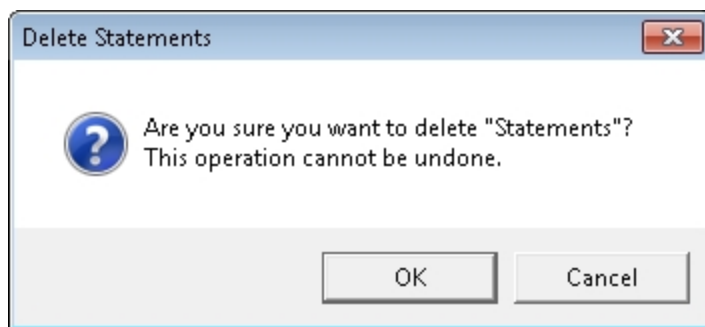 Delete Statements
Are you sure you want to delete "Statements"?
This operation cannot be undone.
OK
Cancel